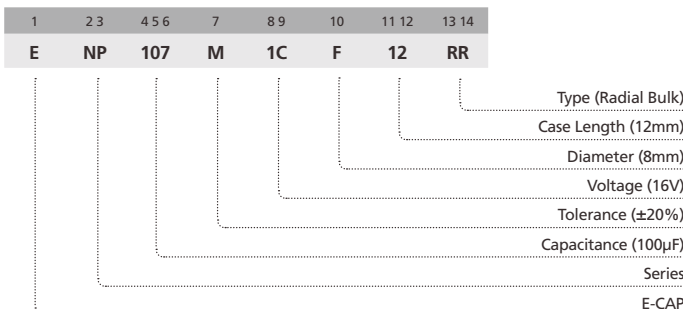 1 2 3 4 5 6 7 8 9 10 11 12 13 14
E NP 107 M 1C F 12 RR
Type (Radial Bulk)
Case Length (12mm)
Diameter (8mm)
Voltage (16V)
Tolerance (±20%)
Capacitance (100µF)
Series
E-CAP